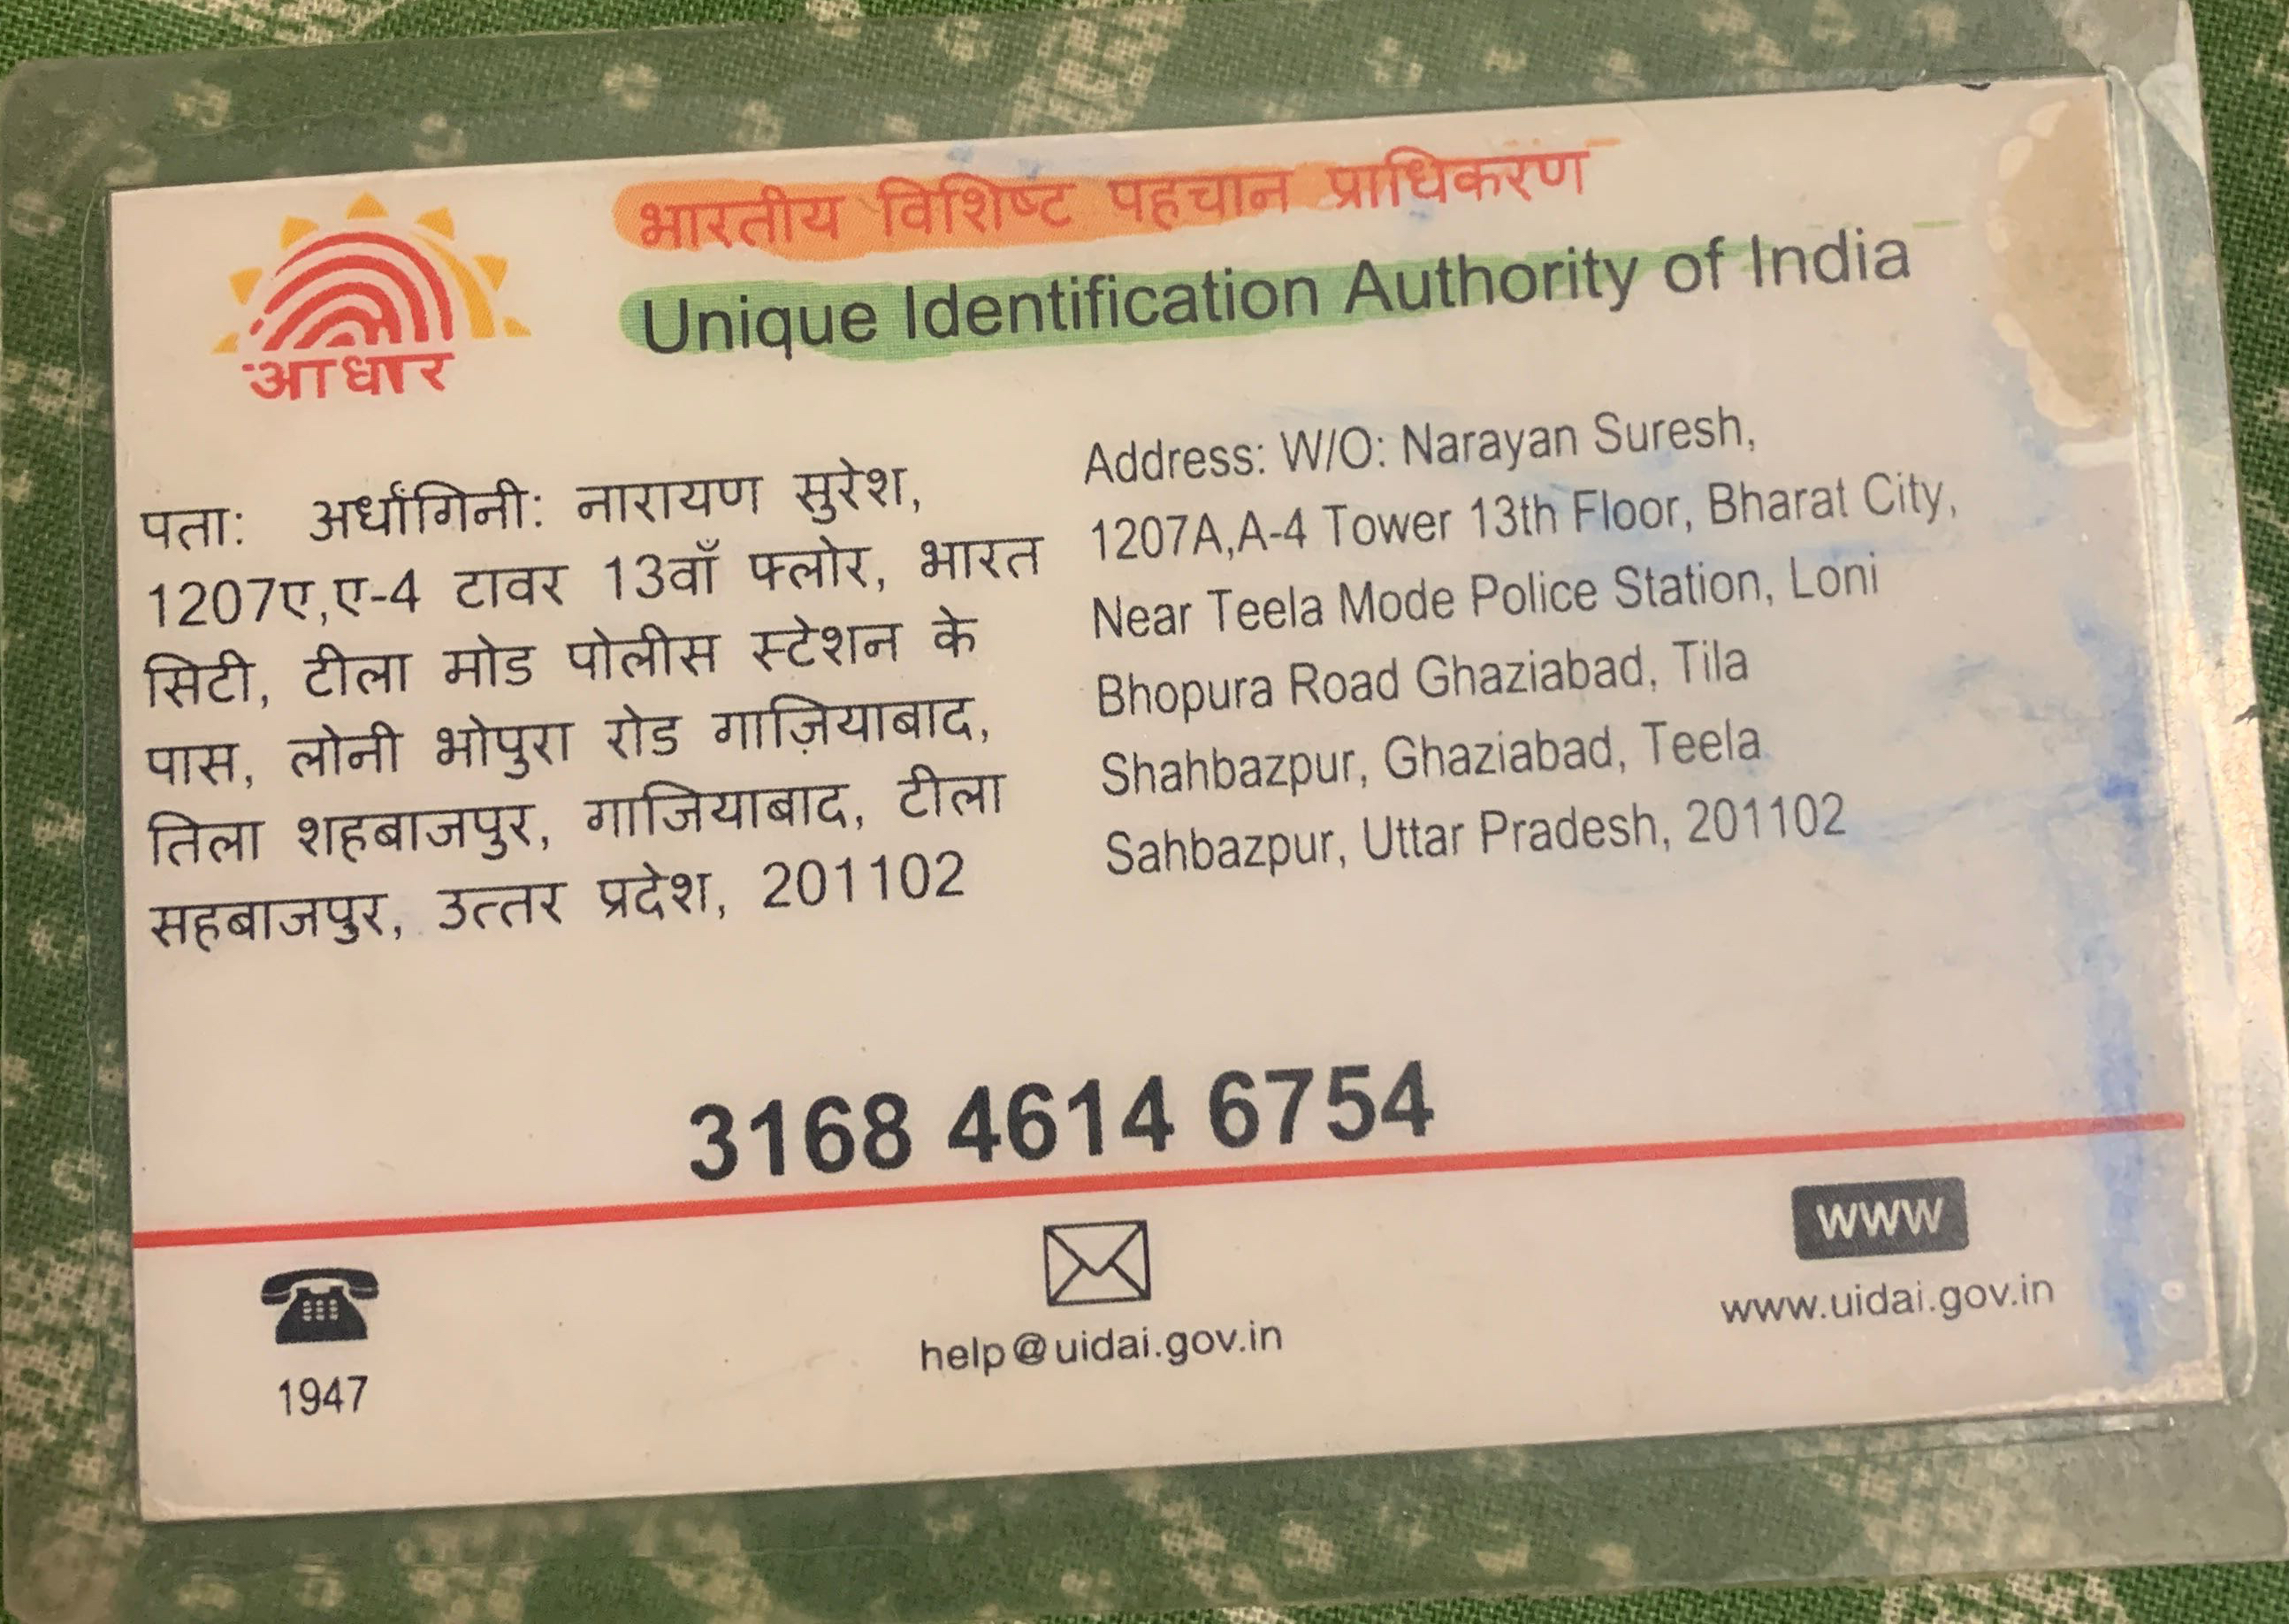 भारतीय विशिष्ट पहचान प्राधिकरण
Unique Identification Authority of India
आधार
पता: अर्धांगिनी: नारायण सुरेश,
1207ए,ए-4 टावर 13वाँ फ्लोर, भारत
सिटी, टीला मोड पोलीस स्टेशन के
पास, लोनी भोपुरा रोड गाज़ियाबाद,
तिला शहबाजपुर, गाजियाबाद, टीला
सहबाजपुर, उत्तर प्रदेश, 201102
Address: W/O: Narayan Suresh,
1207A,A-4 Tower 13th Floor, Bharat City,
Near Teela Mode Police Station, Loni
Bhopura Road Ghaziabad, Tila
Shahbazpur, Ghaziabad, Teela
Sahbazpur, Uttar Pradesh, 201102
3168 4614 6754
1947
help@uidai.gov.in
www
www.uidai.gov.in